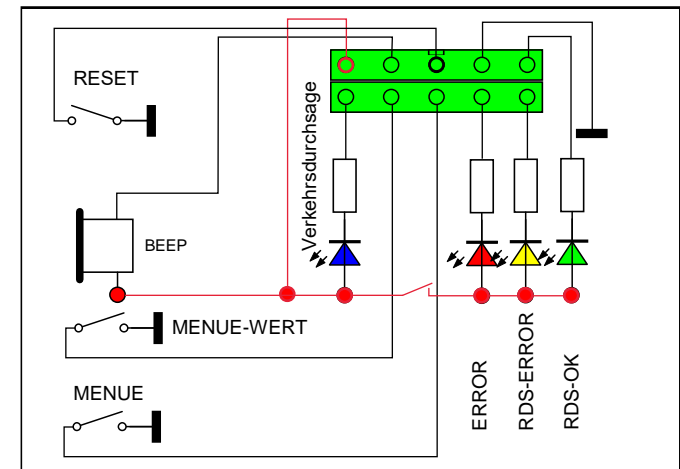 RESET
Verkehrsdurchsage
BEEP
MENUE-WERT
MENUE
ERROR
RDS-ERROR
RDS-OK